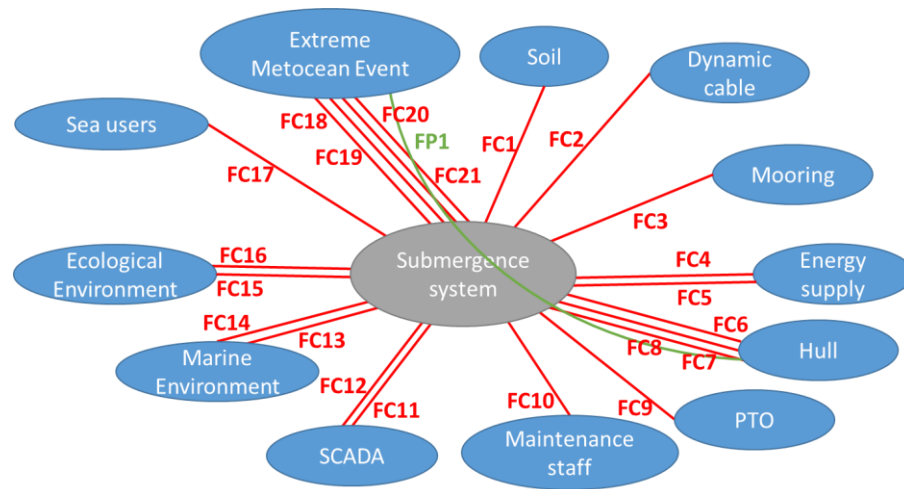 Extreme
Metocean Event
Soil
Dynamic
cable
FC20
FC18
FP1
FC1
FC2
Sea users
FC19
FC21
FC17
Mooring
FC3
Ecological
Environment
FC16
FC15
Submergence
system
FC4
FC5
Energy
supply
FC14
FC13
FC6
FC8
FC7
Hull
Marine
Environment
FC12
FC11
FC10
FC9
PTO
SCADA
Maintenance
staff